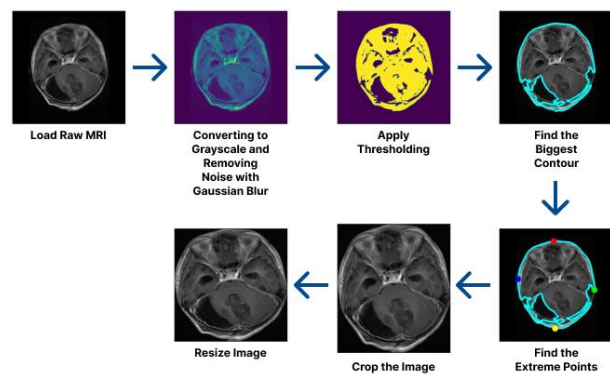 Load Raw MRI
Converting to
Grayscale and
Removing
Noise with
Gaussian Blur
Apply
Thresholding
Find the
Biggest
Contour
Find the
Extreme Points
Crop the Image
Resize Image